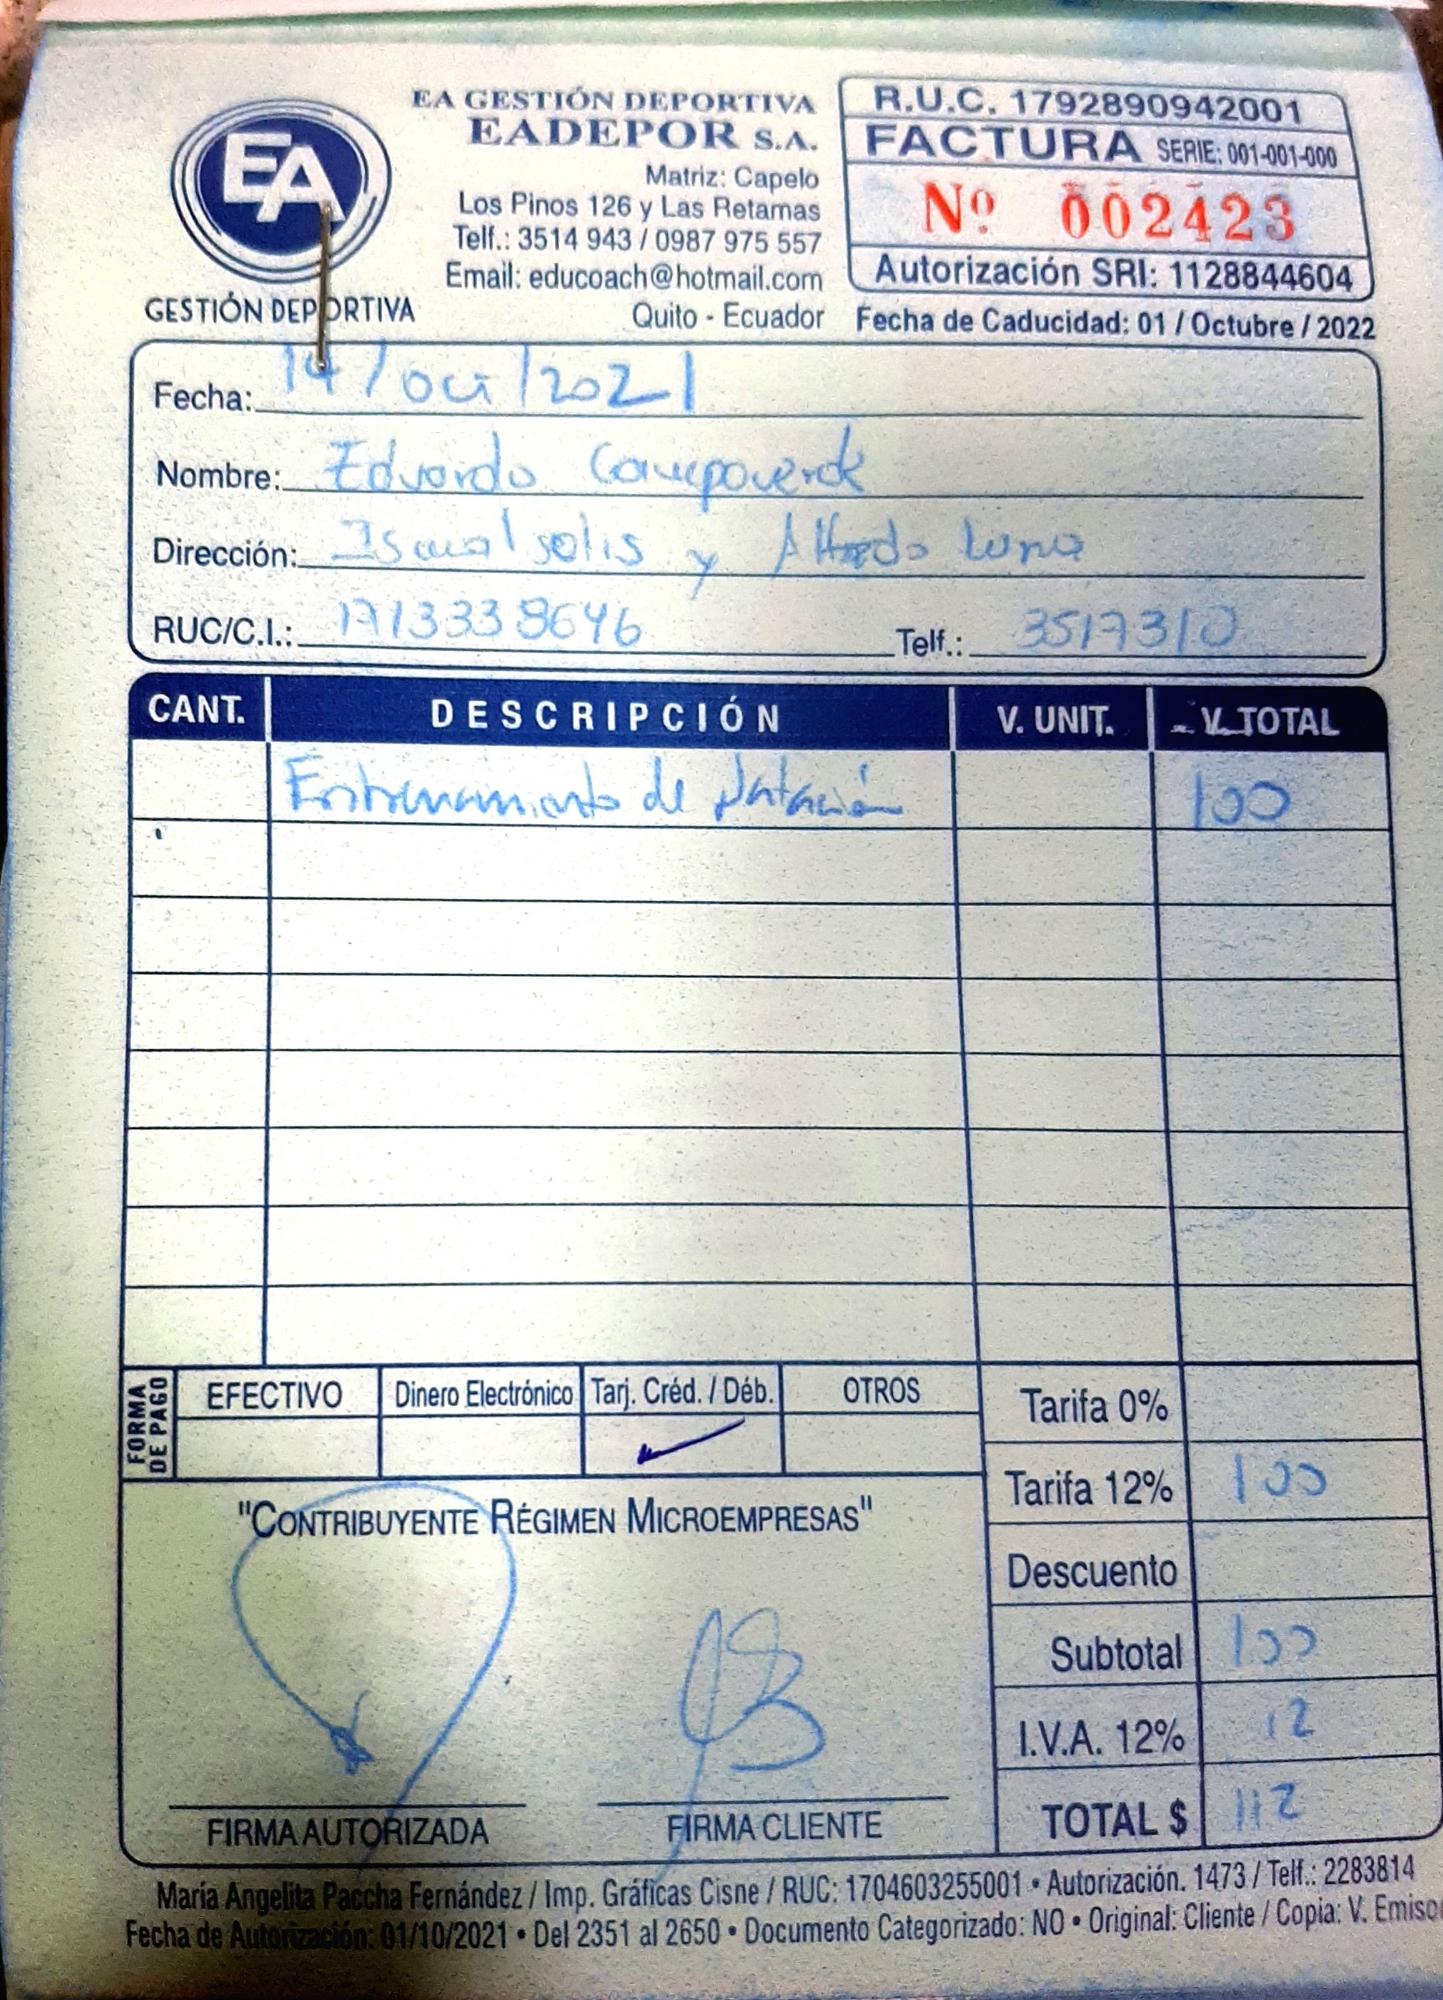 EA
GESTIÓN DEPORTIVA
EA GESTIÓN DEPORTIVA
EADEPOR S.A.
Matriz: Capelo
Los Pinos 126 y Las Retamas
Telf.: 3514 943 / 0987 975 557
Email: educoach@hotmail.com
Quito - Ecuador
R.U.C. 1792890942001
FACTURA SERIE: 001-001-000
Nº 002423
Autorización SRI: 1128844604
Fecha de Caducidad: 01 / Octubre / 2022
Fecha: 14 / oct / 2021
Nombre: Eduardo Campoverde
Dirección: solis y Alfredo Luna
RUC/C.I.: 1713338646 Telf.: 3517310
CANT. DESCRIPCIÓN V. UNIT. V. TOTAL
Entrenamiento de Natación 100
FORMA DE PAGO
EFECTIVO Dinero Electrónico Tarj. Créd. / Déb. OTROS
Tarifa 0%
Tarifa 12% 100
"CONTRIBUYENTE RÉGIMEN MICROEMPRESAS"
Descuento
Subtotal 100
I.V.A. 12% 12
TOTAL $ 112
FIRMA AUTORIZADA FIRMA CLIENTE
María Angelita Paccha Fernández / Imp. Gráficas Cisne / RUC: 1704603255001 • Autorización. 1473 / Telf.: 2283814
Fecha de Autorización: 01/10/2021 • Del 2351 al 2650 • Documento Categorizado: NO • Original: Cliente / Copia: V. Emiso